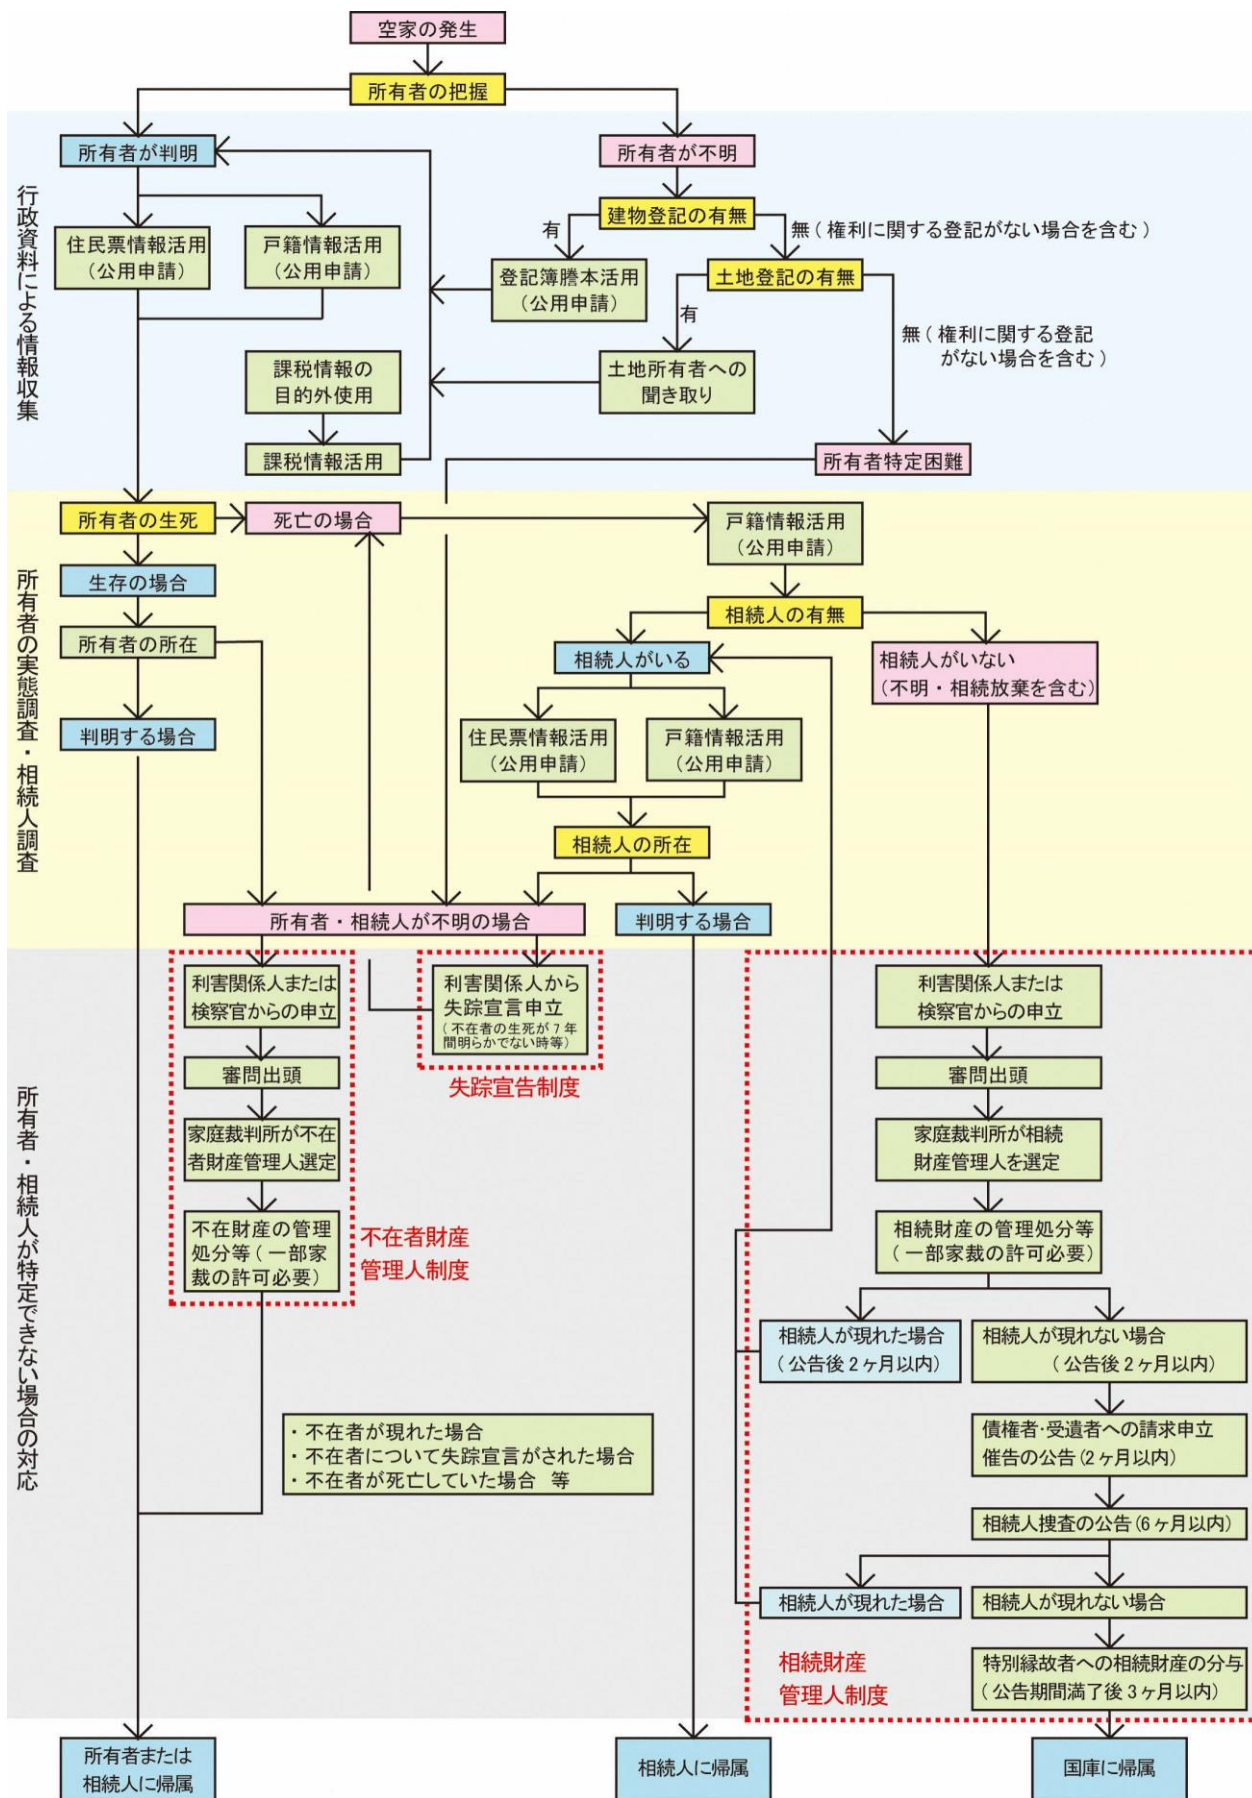 空家の発生
所有者の把握
行政資料による情報収集
所有者が判明
所有者が不明
建物登記の有無
住民票情報活用
（公用申請）
戸籍情報活用
（公用申請）
有
無（権利に関する登記がない場合を含む）
登記簿謄本活用
（公用申請）
土地登記の有無
有
無（権利に関する登記
がない場合を含む）
課税情報の
目的外使用
土地所有者への
聞き取り
課税情報活用
所有者特定困難
所有者の実態調査・相続人調査
所有者の生死
死亡の場合
戸籍情報活用
（公用申請）
生存の場合
相続人の有無
所有者の所在
相続人がいる
相続人がいない
（不明・相続放棄を含む）
判明する場合
住民票情報活用
（公用申請）
戸籍情報活用
（公用申請）
相続人の所在
所有者・相続人が不明の場合
判明する場合
所有者・相続人が特定できない場合の対応
利害関係人または
検察官からの申立
利害関係人から
失踪宣言申立
（不在者の生死が7年
間明らかでない時等）
失踪宣告制度
利害関係人または
検察官からの申立
審問出頭
審問出頭
家庭裁判所が不在
者財産管理人選定
家庭裁判所が相続
財産管理人を選定
不在財産の管理
処分等（一部家
裁の許可必要）
不在者財産
管理人制度
相続財産の管理処分等
（一部家裁の許可必要）
相続人が現れた場合
（公告後2ヶ月以内）
相続人が現れない場合
（公告後2ヶ月以内）
・不在者が現れた場合
・不在者について失踪宣言がされた場合
・不在者が死亡していた場合　等
債権者・受遺者への請求申立
催告の公告（2ヶ月以内）
相続人捜査の公告（6ヶ月以内）
相続人が現れた場合
相続人が現れない場合
相続財産
管理人制度
特別縁故者への相続財産の分与
（公告期間満了後3ヶ月以内）
所有者または
相続人に帰属
相続人に帰属
国庫に帰属